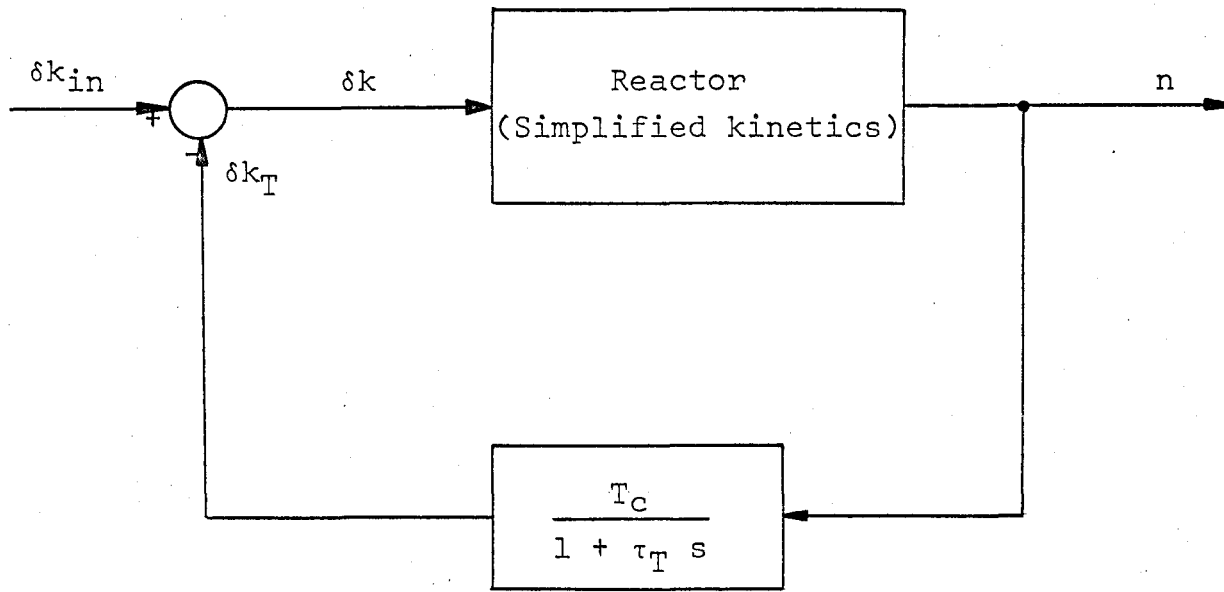 δk_in
+
-
δk
Reactor
(Simplified kinetics)
n
δk_T
T_c
1 + τ_T s